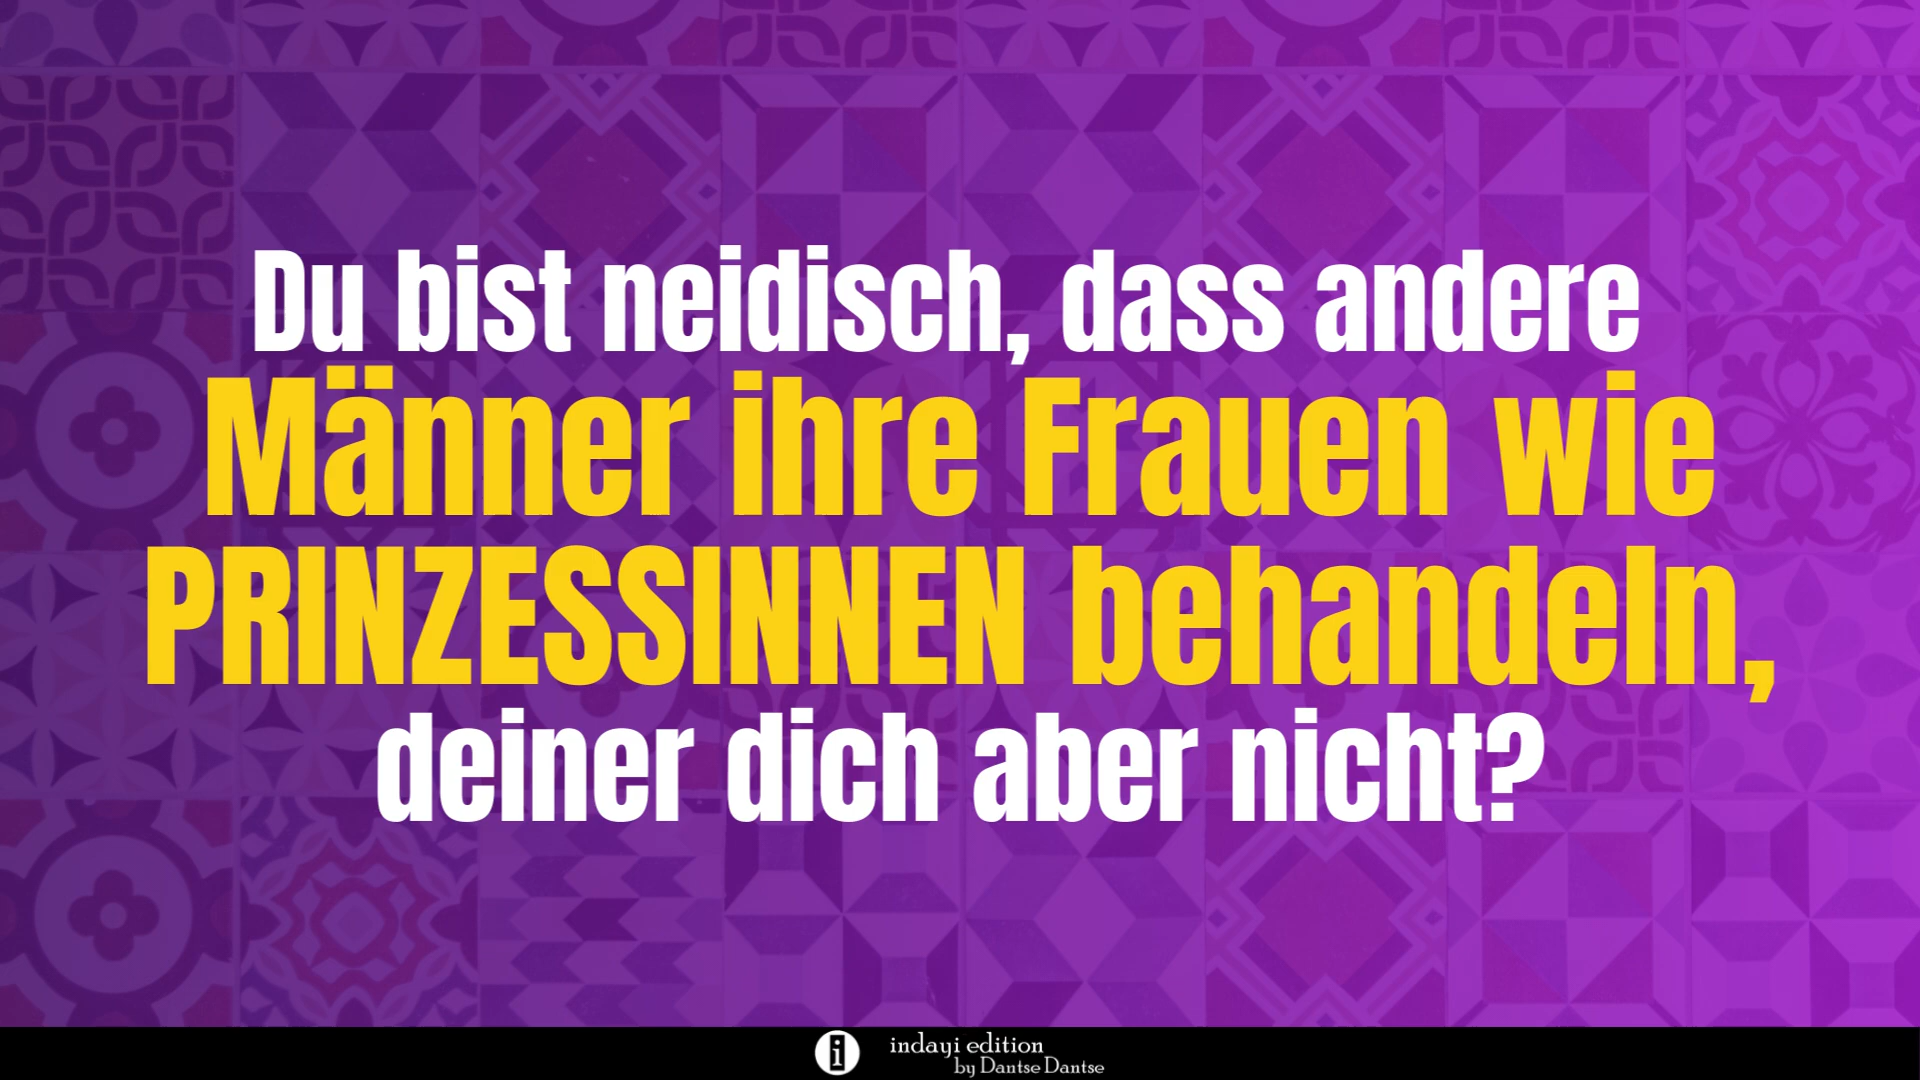 Du bist neidisch, dass andere
Männer ihre Frauen wie
PRINZESSINNEN behandeln,
deiner dich aber nicht?
i indayi edition
by Dantse Dantse